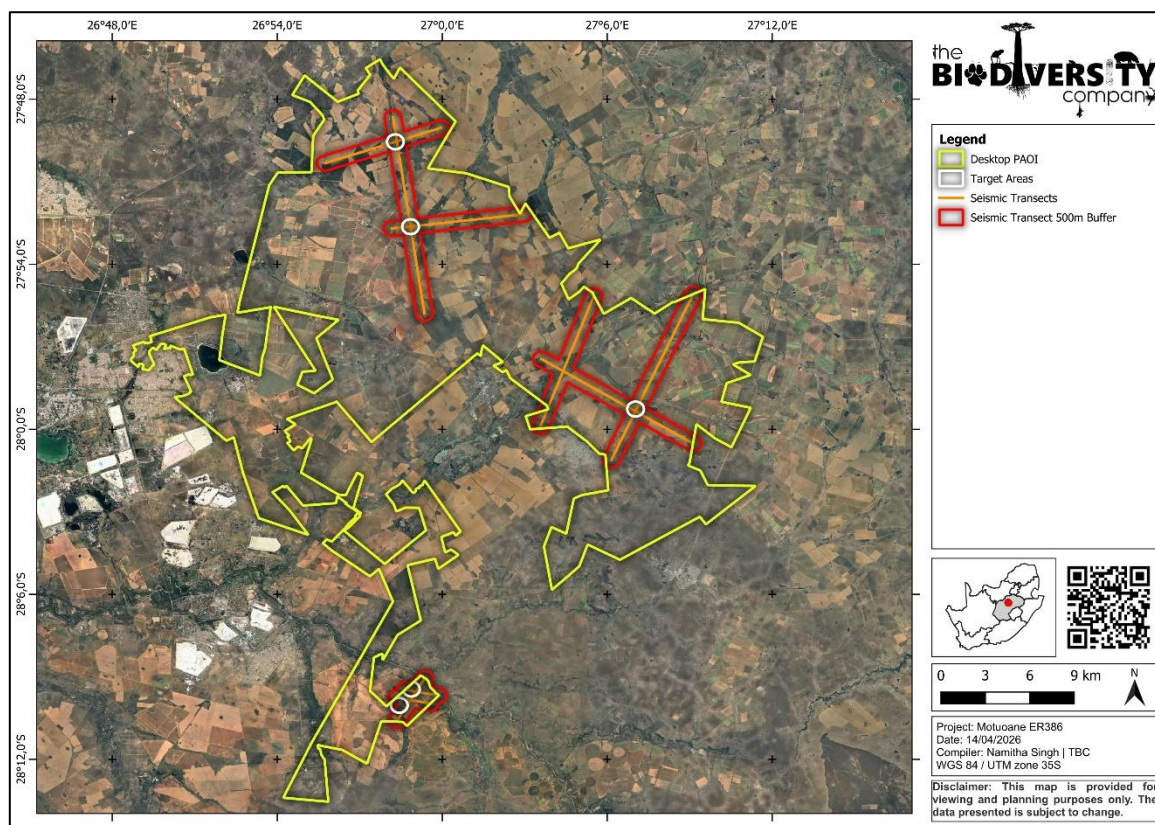 26°48,0'E 26°54,0'E 27°0,0'E 27°6,0'E 27°12,0'E
27°48,0'S
27°54,0'S
28°0,0'S
28°6,0'S
28°12,0'S
the
BIODIVERSITY
company
Legend
Desktop PAOI
Target Areas
Seismic Transects
Seismic Transect 500m Buffer
0 3 6 9 km
N
Project: Motuoane ER386
Date: 14/04/2026
Compiler: Namitha Singh | TBC
WGS 84 / UTM zone 35S
Disclaimer: This map is provided for
viewing and planning purposes only. The
data presented is subject to change.